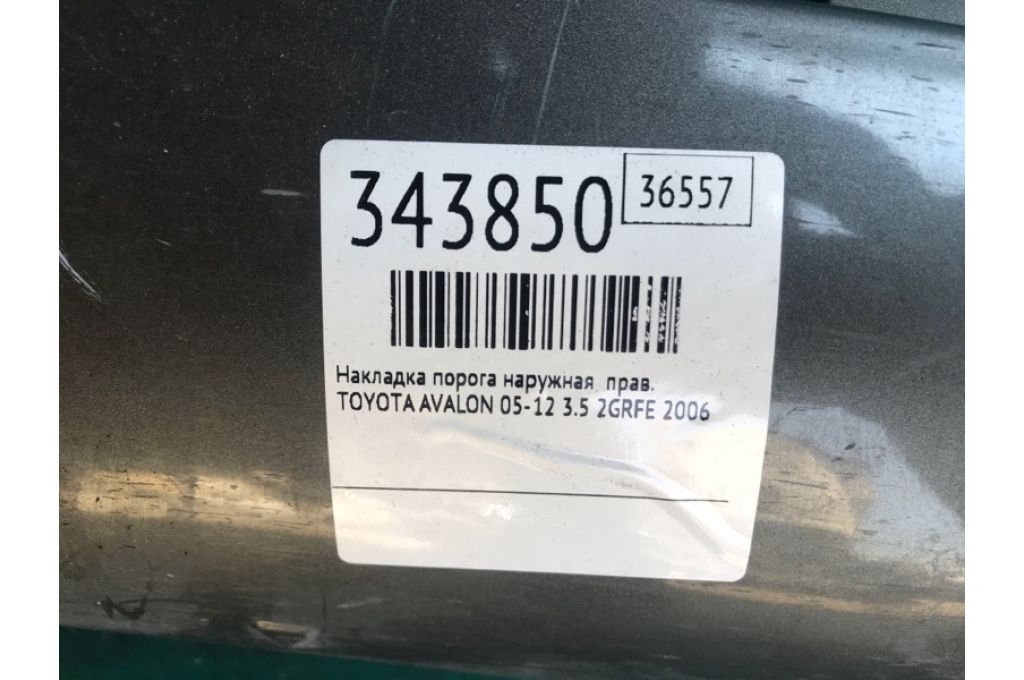 343850
36557
Накладка порога наружная прав.
TOYOTA AVALON 05-12 3.5 2GRFE 2006